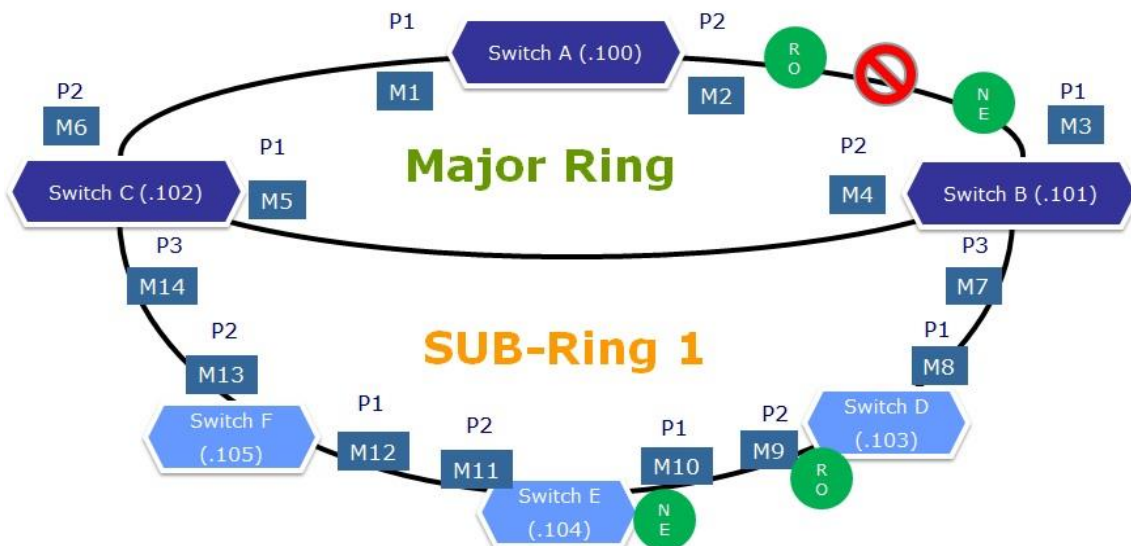 P1
Switch A (.100)
P2
R
O
M1
M2
N
E
P2
M6
P1
M3
P1
P2
Major Ring
Switch C (.102)
M5
M4
Switch B (.101)
P3
M14
P3
M7
P2
SUB-Ring 1
P1
M8
M13
Switch F
(.105)
P1
M12
P2
M11
P1
M10
P2
M9
Switch D
(.103)
R
O
Switch E
(.104)
N
E